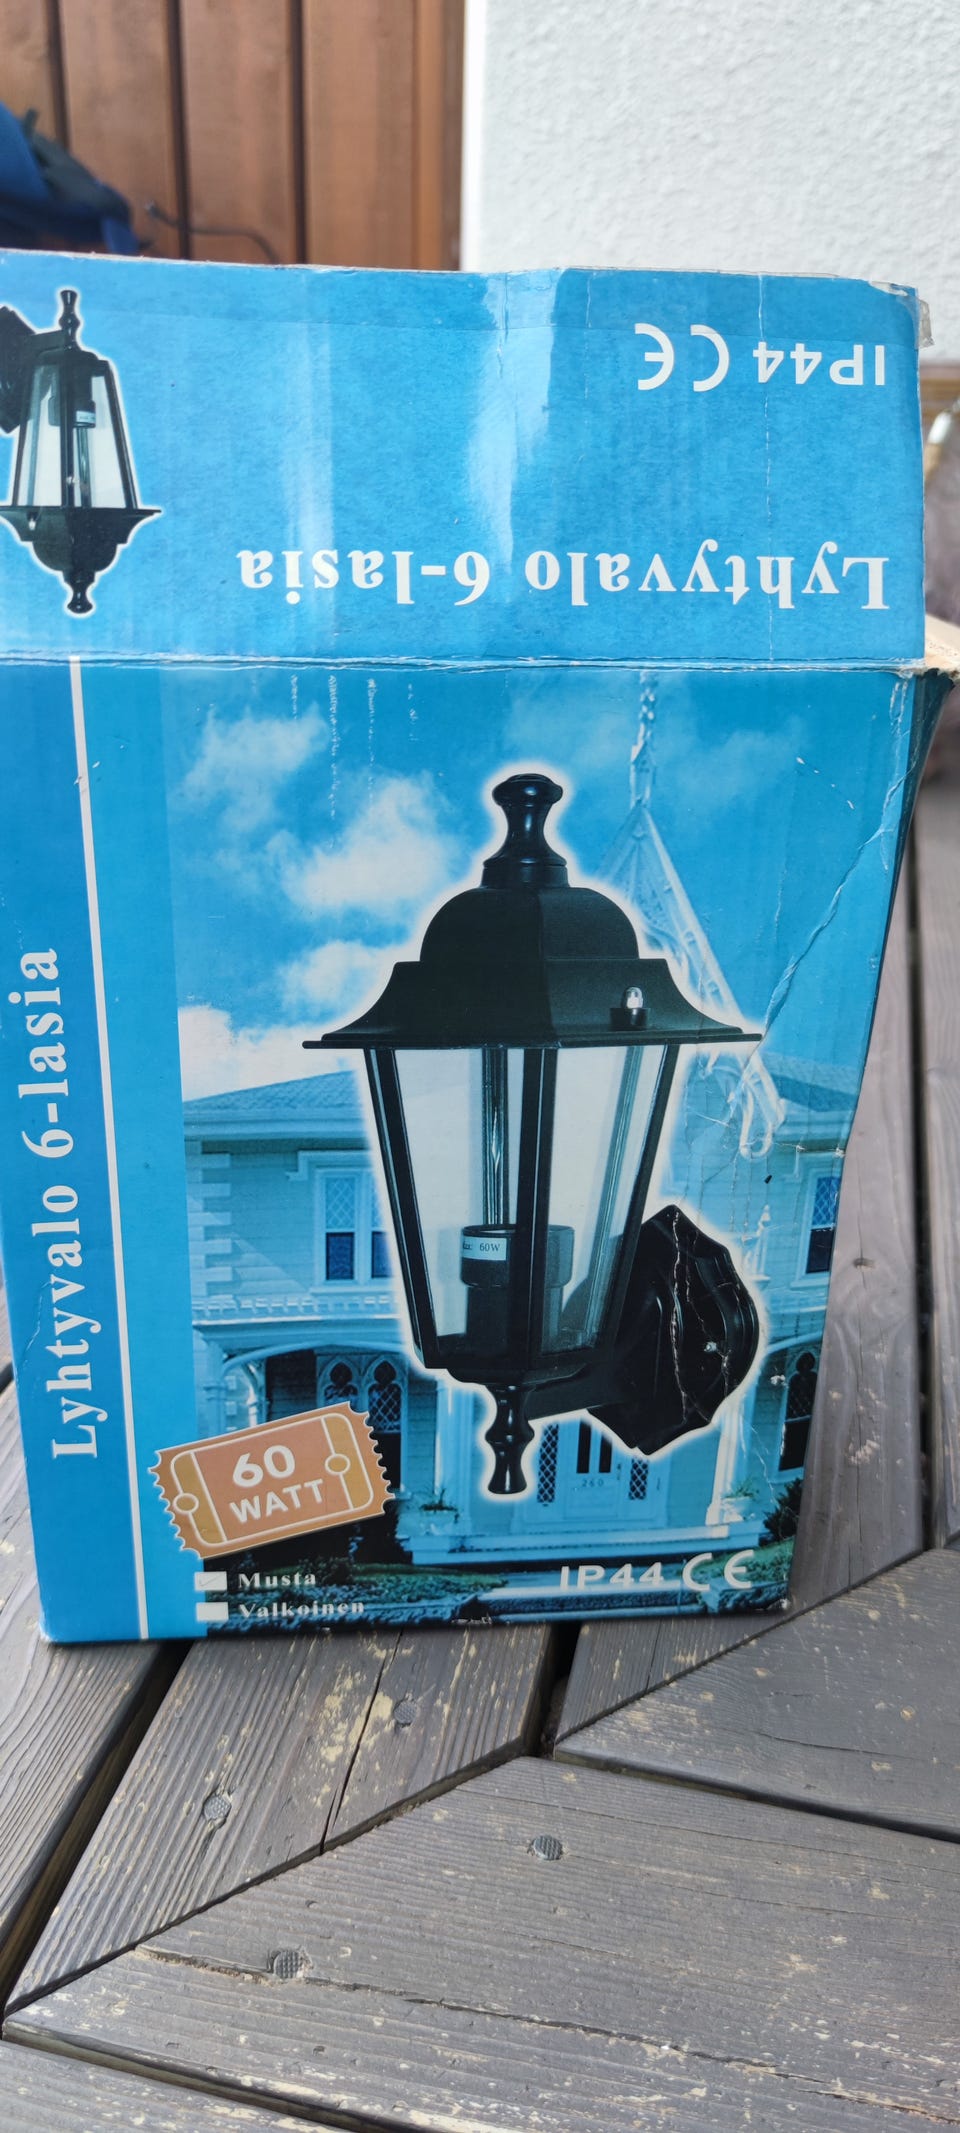 IP44 CE
Lyhtyvalo 6-lasia
Lyhtyvalo 6-lasia
60W
60
WATT
Musta
Valkoinen
IP44 CE